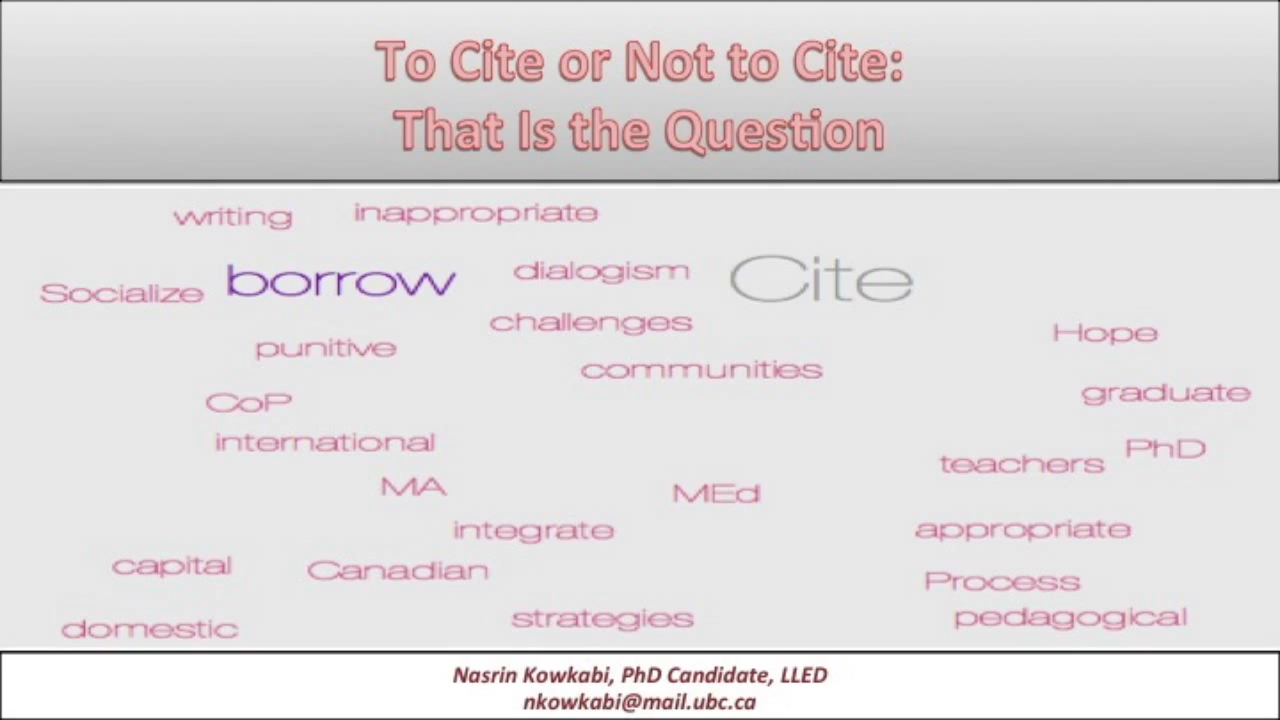 To Cite or Not to Cite:
That Is the Question
writing inappropriate
Socialize borrow dialogism Cite
challenges
Hope
punitive
communities
graduate
CoP
international
PhD
teachers
MA
MEd
integrate
appropriate
capital
Canadian
Process
strategies
pedagogical
domestic
Nasrin Kowkabi, PhD Candidate, LLED
nkowkabi@mail.ubc.ca